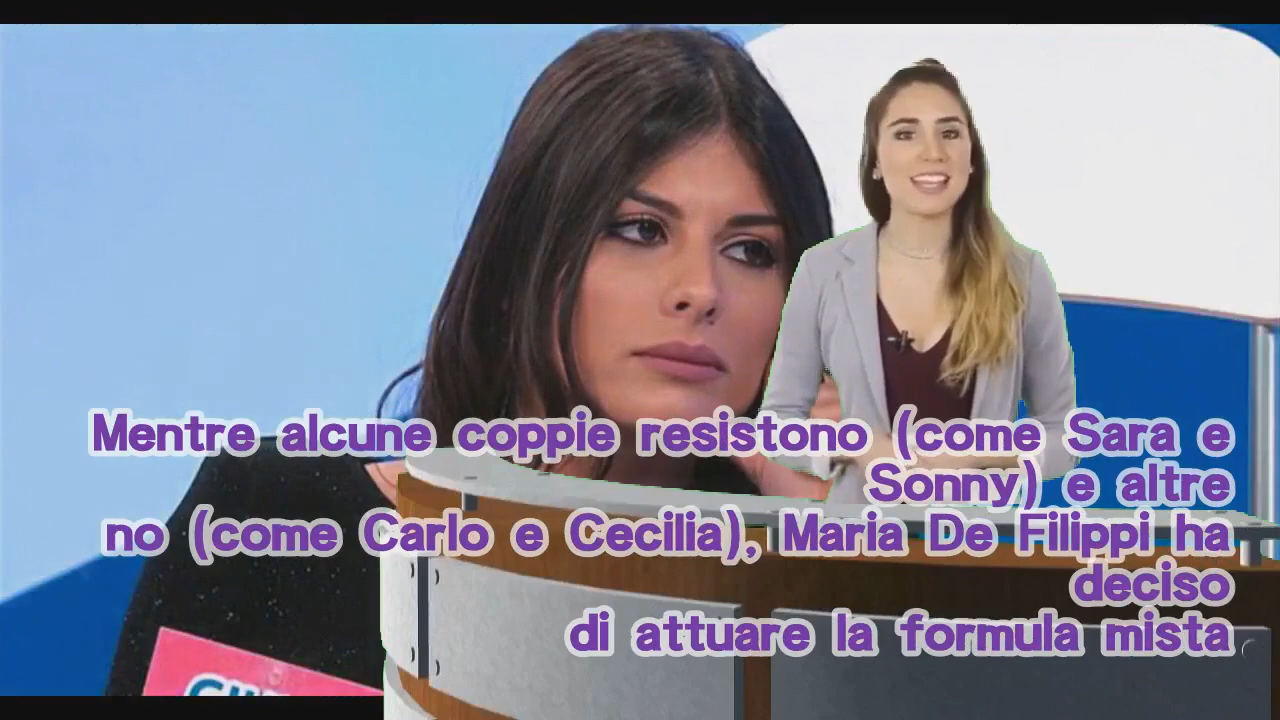 Mentre alcune coppie resistono (come Sara e
Sonny) e altre
no (come Carlo e Cecilia), Maria De Filippi ha
deciso
di attuare la formula mista